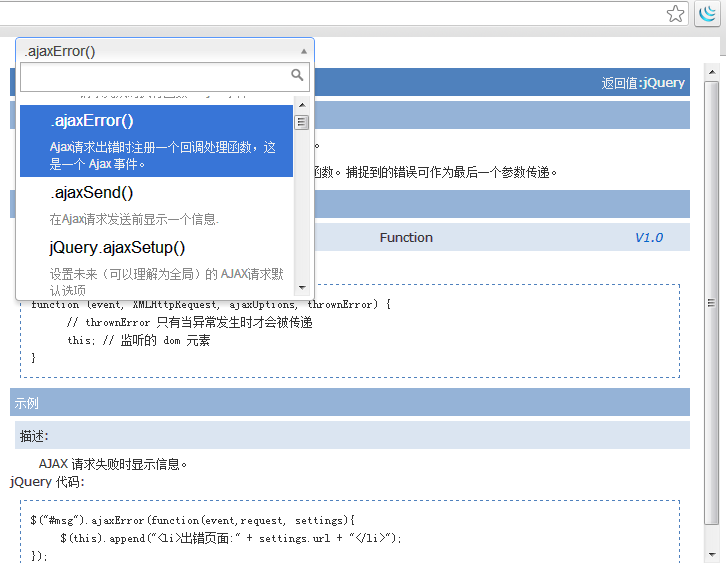 .ajaxError()
返回值:jQuery
.ajaxError()
Ajax请求出错时注册一个回调处理函数，这
是一个 Ajax 事件。
函数。捕捉到的错误可作为最后一个参数传递。
.ajaxSend()
在Ajax请求发送前显示一个信息.
Function
V1.0
jQuery.ajaxSetup()
设置未来（可以理解为全局）的 AJAX请求默
认选项
function (event, XMLHttpRequest, ajaxOptions, thrownError) {
// thrownError 只有当异常发生时才会被传递
this; // 监听的 dom 元素
}
示例
描述:
AJAX 请求失败时显示信息。
jQuery 代码:
$("#msg").ajaxError(function(event,request, settings){
$(this).append("<li>出错页面:" + settings.url + "</li>");
});